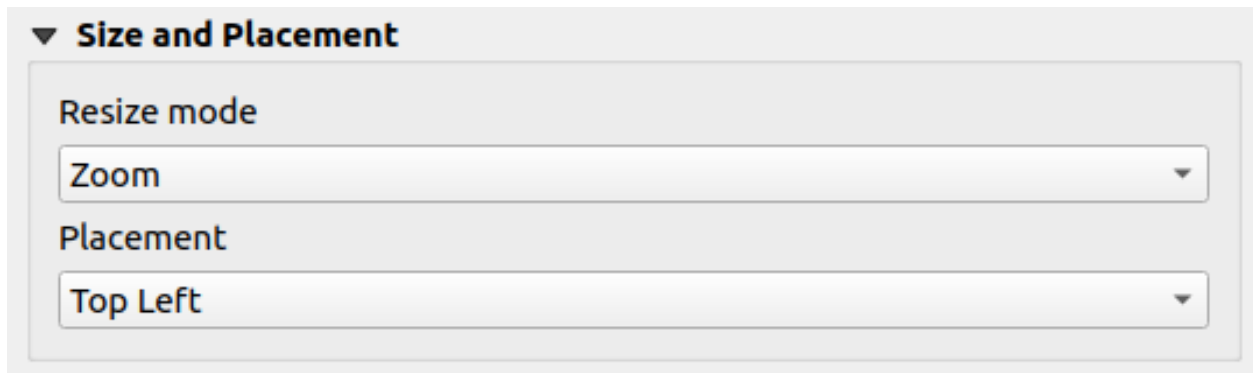 Size and Placement
Resize mode
Zoom
Placement
Top Left